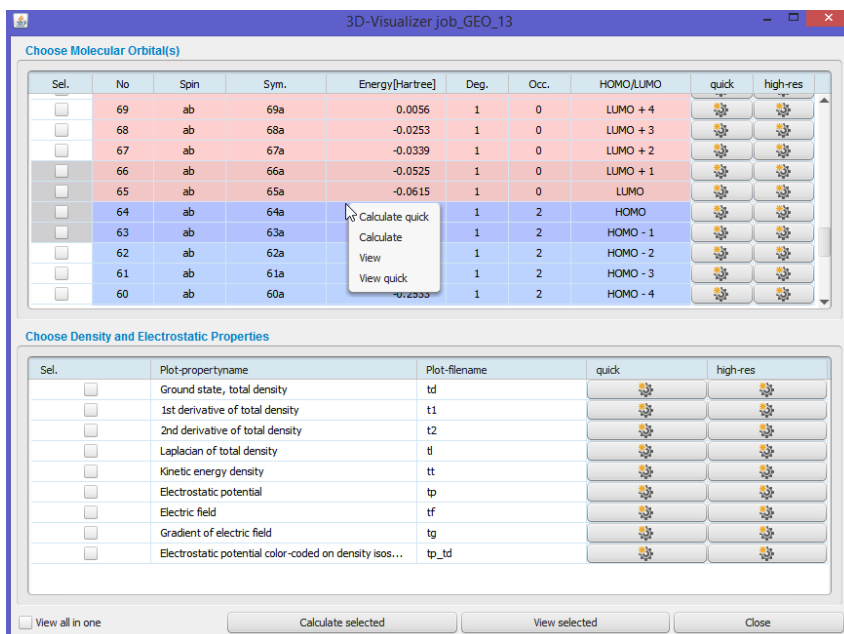 3D-Visualizer job_GEO_13
Choose Molecular Orbital(s)
Sel. No Spin Sym. Energy[Hartree] Deg. Occ. HOMO/LUMO quick high-res
69 ab 69a 0.0056 1 0 LUMO + 4
68 ab 68a -0.0253 1 0 LUMO + 3
67 ab 67a -0.0339 1 0 LUMO + 2
66 ab 66a -0.0525 1 0 LUMO + 1
65 ab 65a -0.0615 1 0 LUMO
64 ab 64a Calculate quick 1 2 HOMO
63 ab 63a Calculate 1 2 HOMO - 1
62 ab 62a View 1 2 HOMO - 2
61 ab 61a View quick 1 2 HOMO - 3
60 ab 60a -0.2533 1 2 HOMO - 4
Choose Density and Electrostatic Properties
Sel. Plot-propertyname Plot-filename quick high-res
Ground state, total density td
1st derivative of total density t1
2nd derivative of total density t2
Laplacian of total density tl
Kinetic energy density tt
Electrostatic potential tp
Electric field tf
Gradient of electric field tg
Electrostatic potential color-coded on density isos... tp_td
View all in one Calculate selected View selected Close